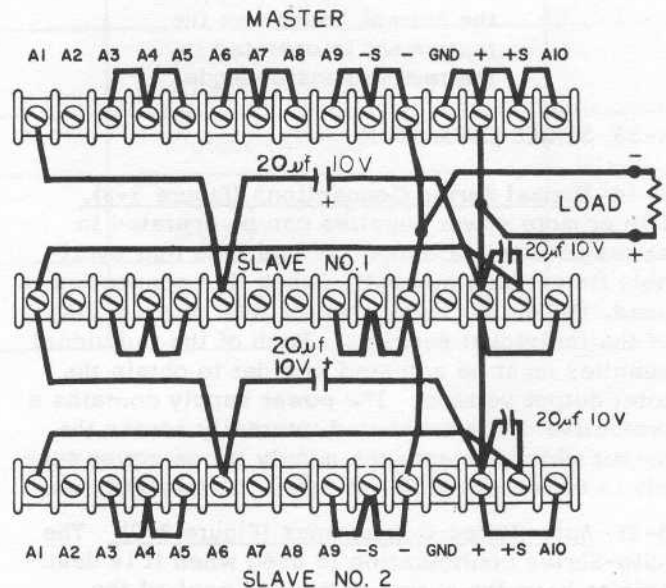 MASTER
A1 A2 A3 A4 A5 A6 A7 A8 A9 -S - GND + +S A10
20μf 10V
+
-
LOAD
+
20μf 10V
SLAVE NO.1
20μf
10V +
20μf 10V
A1 A2 A3 A4 A5 A6 A7 A8 A9 -S - GND + +S A10
SLAVE NO. 2